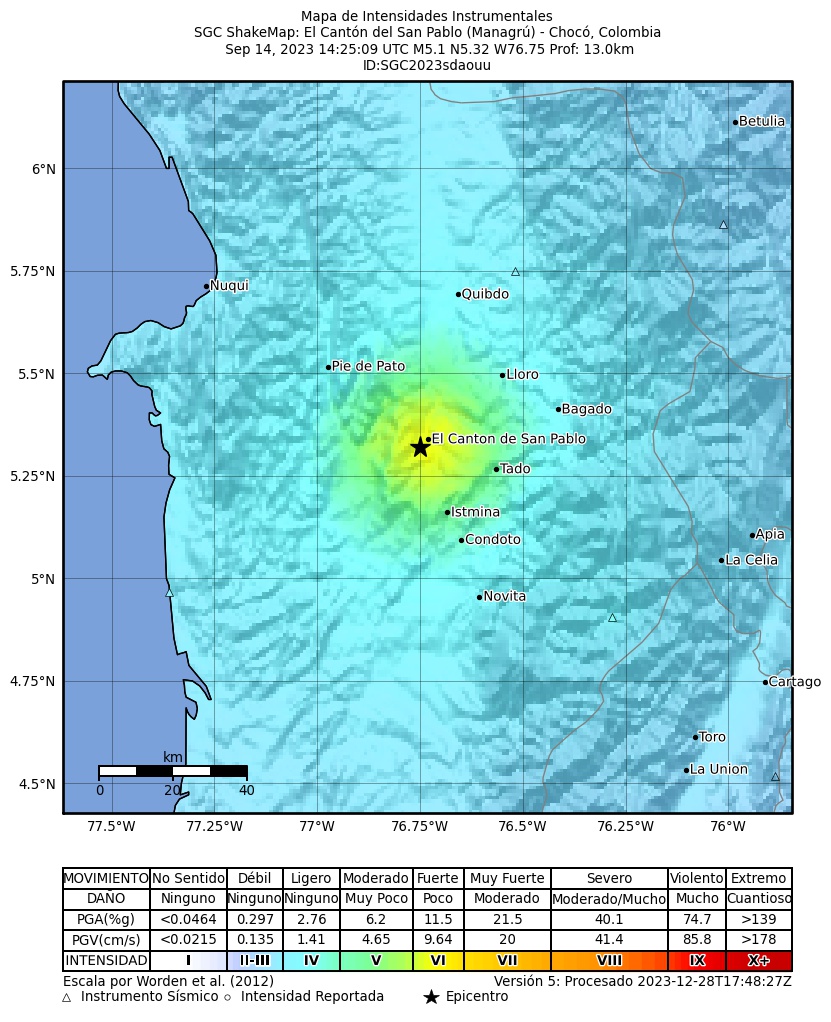 Mapa de Intensidades Instrumentales
SGC ShakeMap: El Cantón del San Pablo (Managrú) - Chocó, Colombia
Sep 14, 2023 14:25:09 UTC M5.1 N5.32 W76.75 Prof: 13.0km
ID:SGC2023sdaouu
Betulia
6°N
5.75°N
Nuqui
Quibdo
5.5°N
Pie de Pato
Lloro
Bagado
El Canton de San Pablo
5.25°N
Tado
Istmina
Condoto
Apia
La Celia
5°N
Novita
4.75°N
Cartago
Toro
La Union
km
4.5°N
0 20 40
77.5°W 77.25°W 77°W 76.75°W 76.5°W 76.25°W 76°W
MOVIMIENTO No Sentido Débil Ligero Moderado Fuerte Muy Fuerte Severo Violento Extremo
DAÑO Ninguno Ninguno Ninguno Muy Poco Poco Moderado Moderado/Mucho Mucho Cuantioso
PGA(%g) <0.0464 0.297 2.76 6.2 11.5 21.5 40.1 74.7 >139
PGV(cm/s) <0.0215 0.135 1.41 4.65 9.64 20 41.4 85.8 >178
INTENSIDAD I II-III IV V VI VII VIII IX X+
Escala por Worden et al. (2012) Versión 5: Procesado 2023-12-28T17:48:27Z
△ Instrumento Sísmico ○ Intensidad Reportada ★ Epicentro